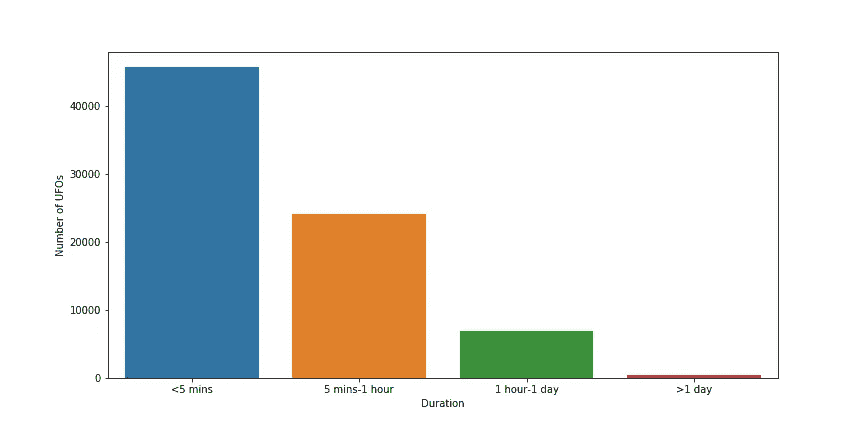 Number of UFOs
40000
30000
20000
10000
0
<5 mins
5 mins-1 hour
1 hour-1 day
>1 day
Duration